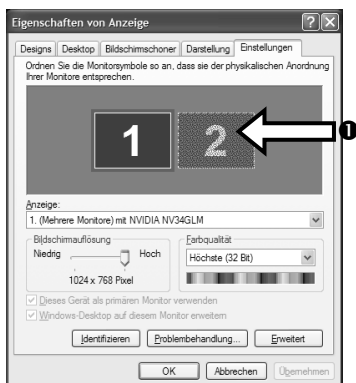 Eigenschaften von Anzeige
Designs Desktop Bildschirmschoner Darstellung Einstellungen
Ordnen Sie die Monitorsymbole so an, dass sie der physikalischen Anordnung
Ihrer Monitore entsprechen.
1 2
❶
Anzeige:
1. (Mehrere Monitore) mit NVIDIA NV34GLM
Bildschirmauflösung
Niedrig Hoch
1024 x 768 Pixel
Farbqualität
Höchste (32 Bit)
Dieses Gerät als primären Monitor verwenden
Windows-Desktop auf diesem Monitor erweitern
Identifizieren Problembehandlung... Erweitert
OK Abbrechen Übernehmen